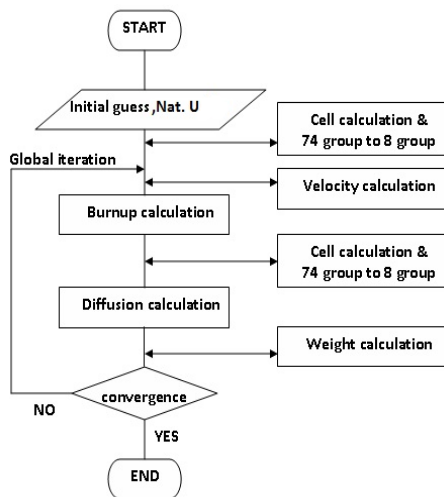 START
Initial guess ,Nat. U
Cell calculation &
74 group to 8 group
Global iteration
Velocity calculation
Burnup calculation
Cell calculation &
74 group to 8 group
Diffusion calculation
Weight calculation
convergence
NO
YES
END